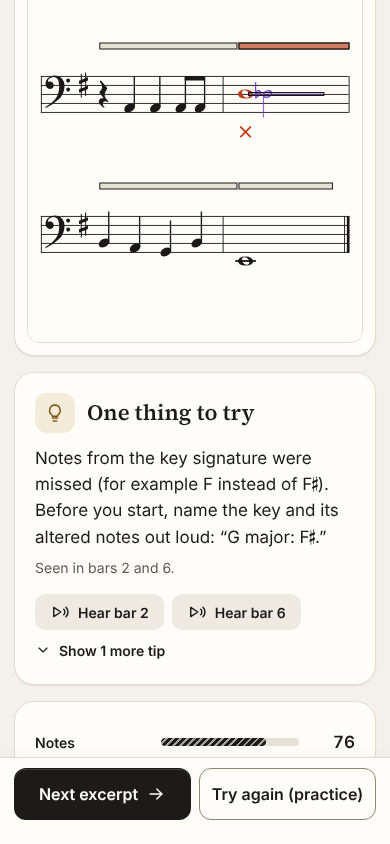 One thing to try
Notes from the key signature were
missed (for example F instead of F♯).
Before you start, name the key and its
altered notes out loud: “G major: F♯.”
Seen in bars 2 and 6.
Hear bar 2
Hear bar 6
Show 1 more tip
Notes 76
Next excerpt → Try again (practice)